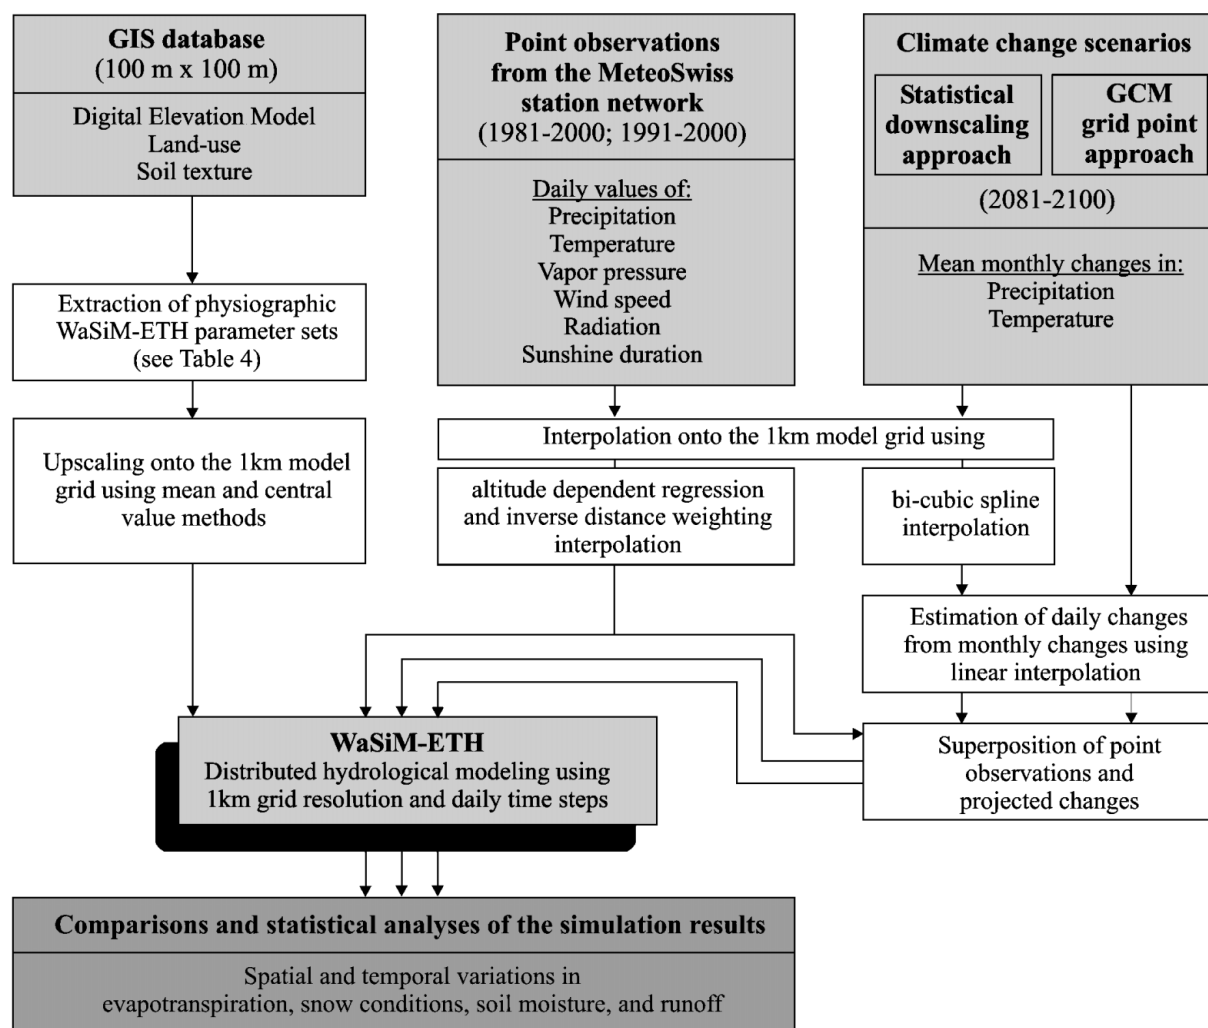 GIS database
(100 m x 100 m)
Digital Elevation Model
Land-use
Soil texture
Extraction of physiographic
WaSiM-ETH parameter sets
(see Table 4)
Upscaling onto the 1km model
grid using mean and central
value methods
Point observations
from the MeteoSwiss
station network
(1981-2000; 1991-2000)
Daily values of:
Precipitation
Temperature
Vapor pressure
Wind speed
Radiation
Sunshine duration
Climate change scenarios
Statistical
downscaling
approach
GCM
grid point
approach
(2081-2100)
Mean monthly changes in:
Precipitation
Temperature
Interpolation onto the 1km model grid using
altitude dependent regression
and inverse distance weighting
interpolation
bi-cubic spline
interpolation
Estimation of daily changes
from monthly changes using
linear interpolation
Superposition of point
observations and
projected changes
WaSiM-ETH
Distributed hydrological modeling using
1km grid resolution and daily time steps
Comparisons and statistical analyses of the simulation results
Spatial and temporal variations in
evapotranspiration, snow conditions, soil moisture, and runoff